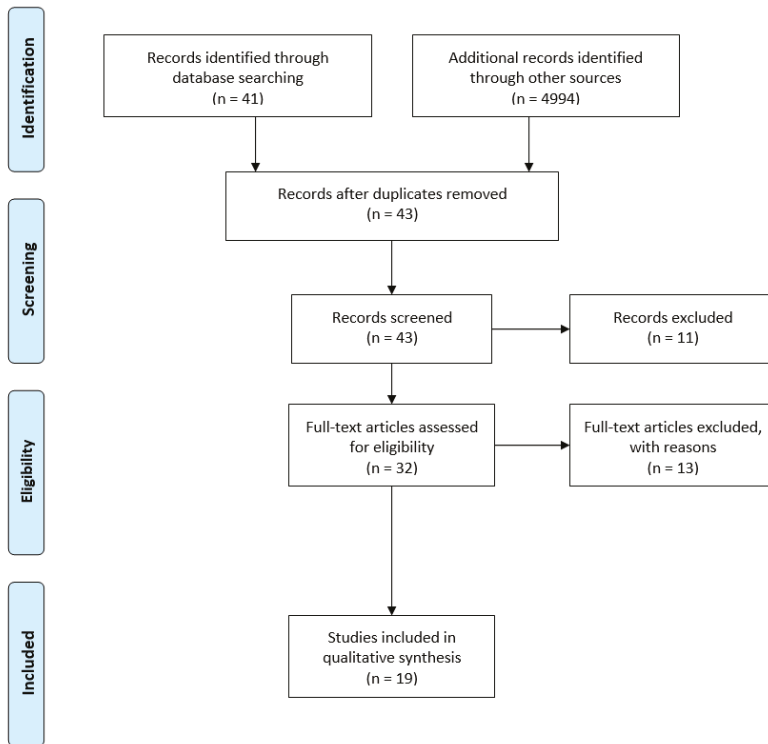 Identification
Records identified through
database searching
(n = 41)
Additional records identified
through other sources
(n = 4994)
Records after duplicates removed
(n = 43)
Screening
Records screened
(n = 43)
Records excluded
(n = 11)
Eligibility
Full-text articles assessed
for eligibility
(n = 32)
Full-text articles excluded,
with reasons
(n = 13)
Included
Studies included in
qualitative synthesis
(n = 19)